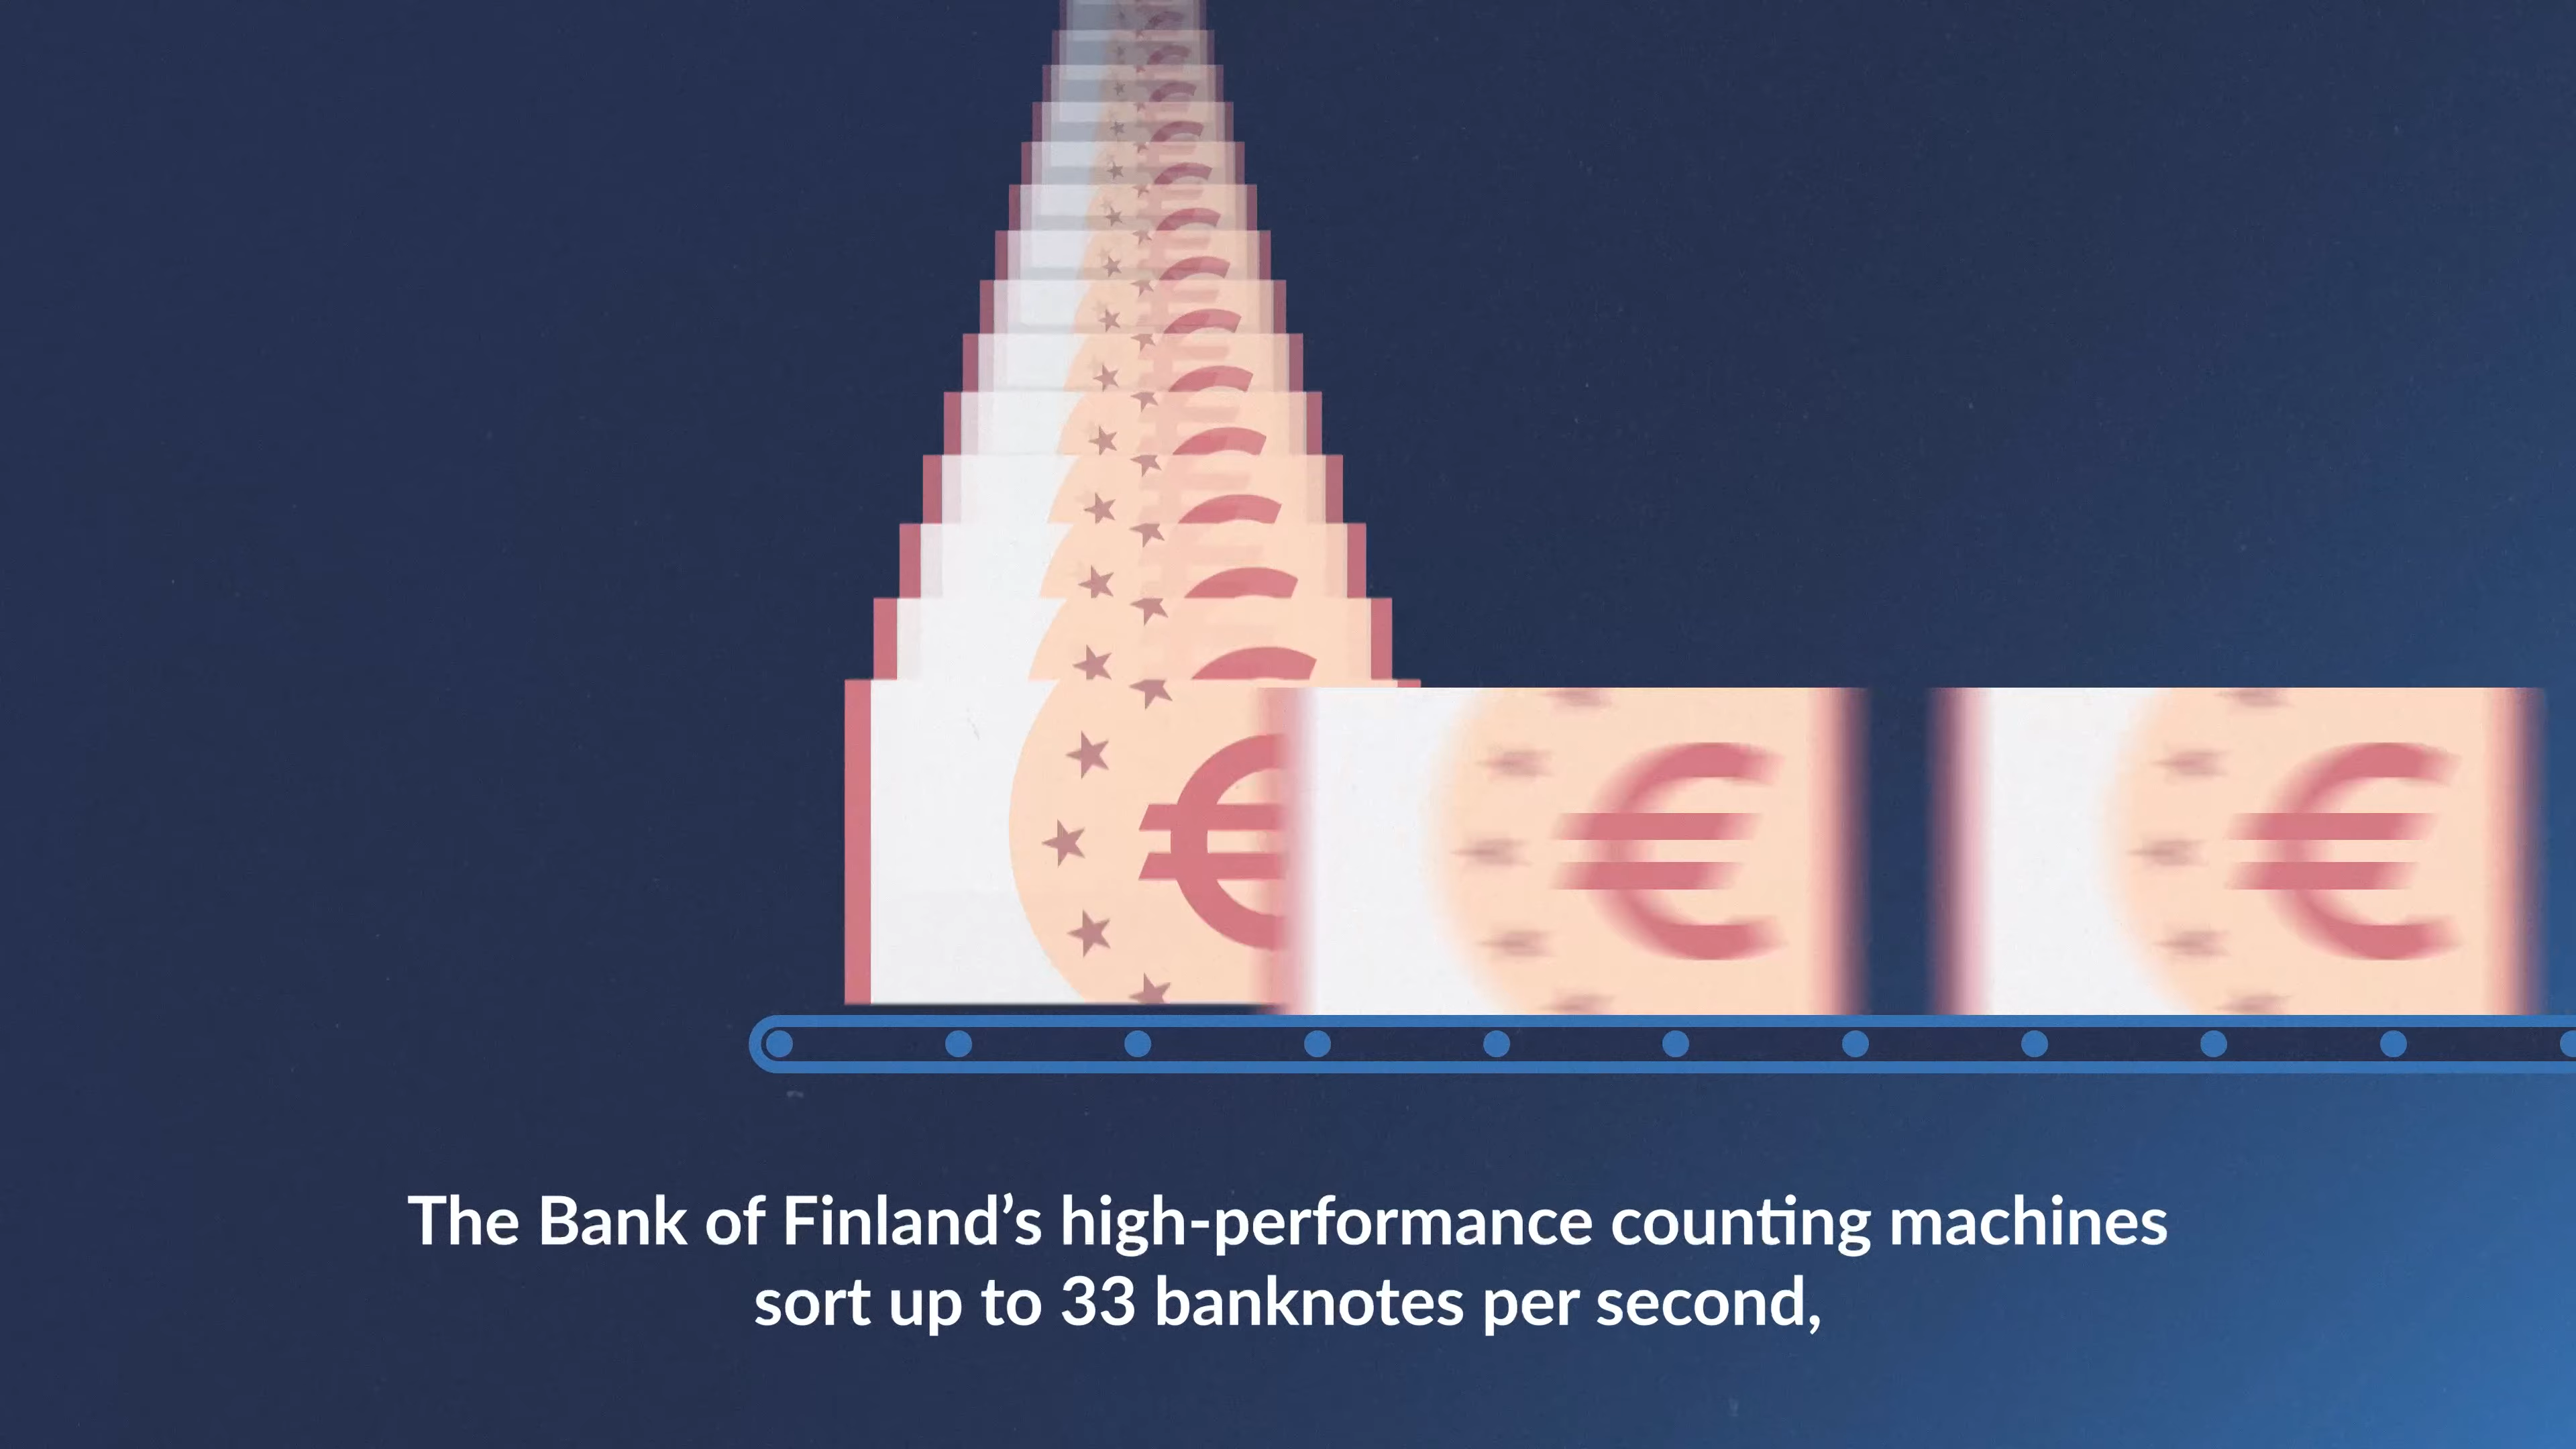 €
€ €
The Bank of Finland’s high-performance counting machines
sort up to 33 banknotes per second,